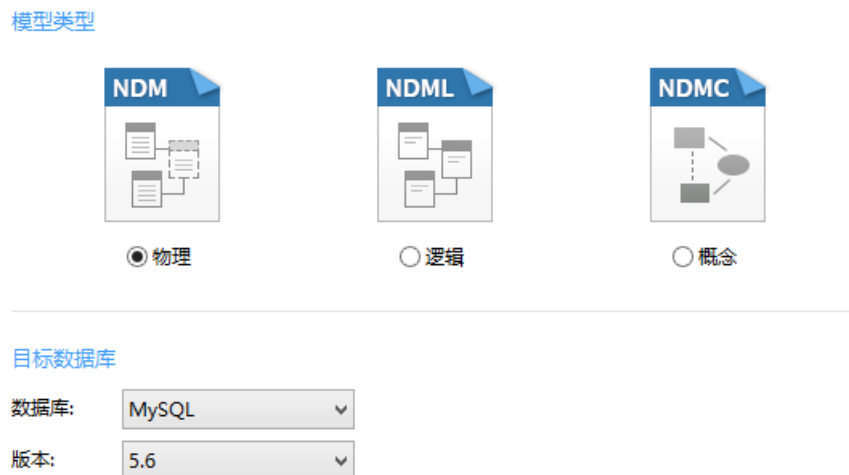 模型类型
NDM NDML NDMC
物理 逻辑 概念
目标数据库
数据库: MySQL
版本: 5.6